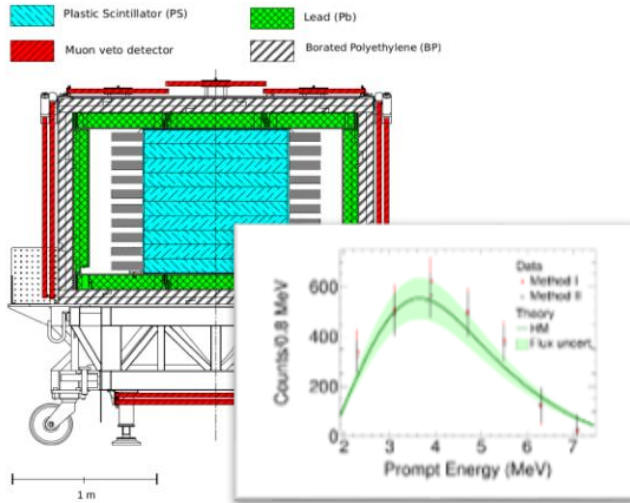 Plastic Scintillator (PS)
Lead (Pb)
Muon veto detector
Borated Polyethylene (BP)
Data
Method I
Method II
Theory
HM
Flux uncert.
Counts/0.8 MeV
600
400
200
0
2
3
4
5
6
7
Prompt Energy (MeV)
1 m